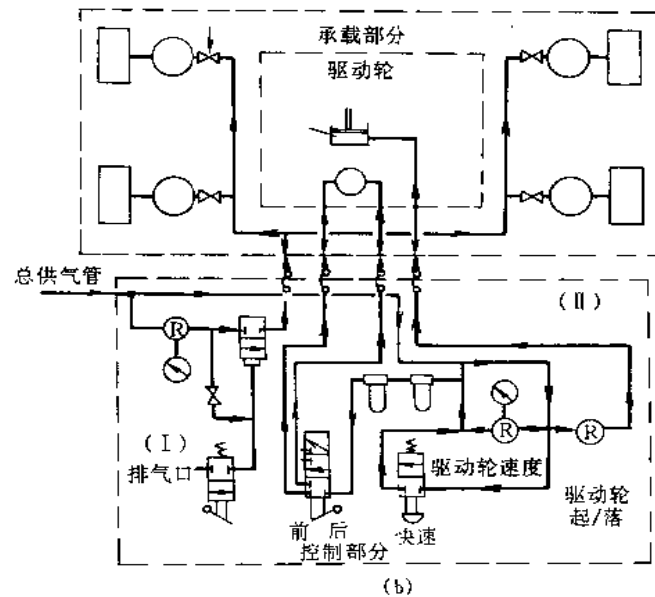 承载部分
驱动轮
总供气管
(Ⅱ)
R
(Ⅰ)
排气口
R
R
驱动轮速度
驱动轮
起/落
前 后
快速
控制部分
(b)